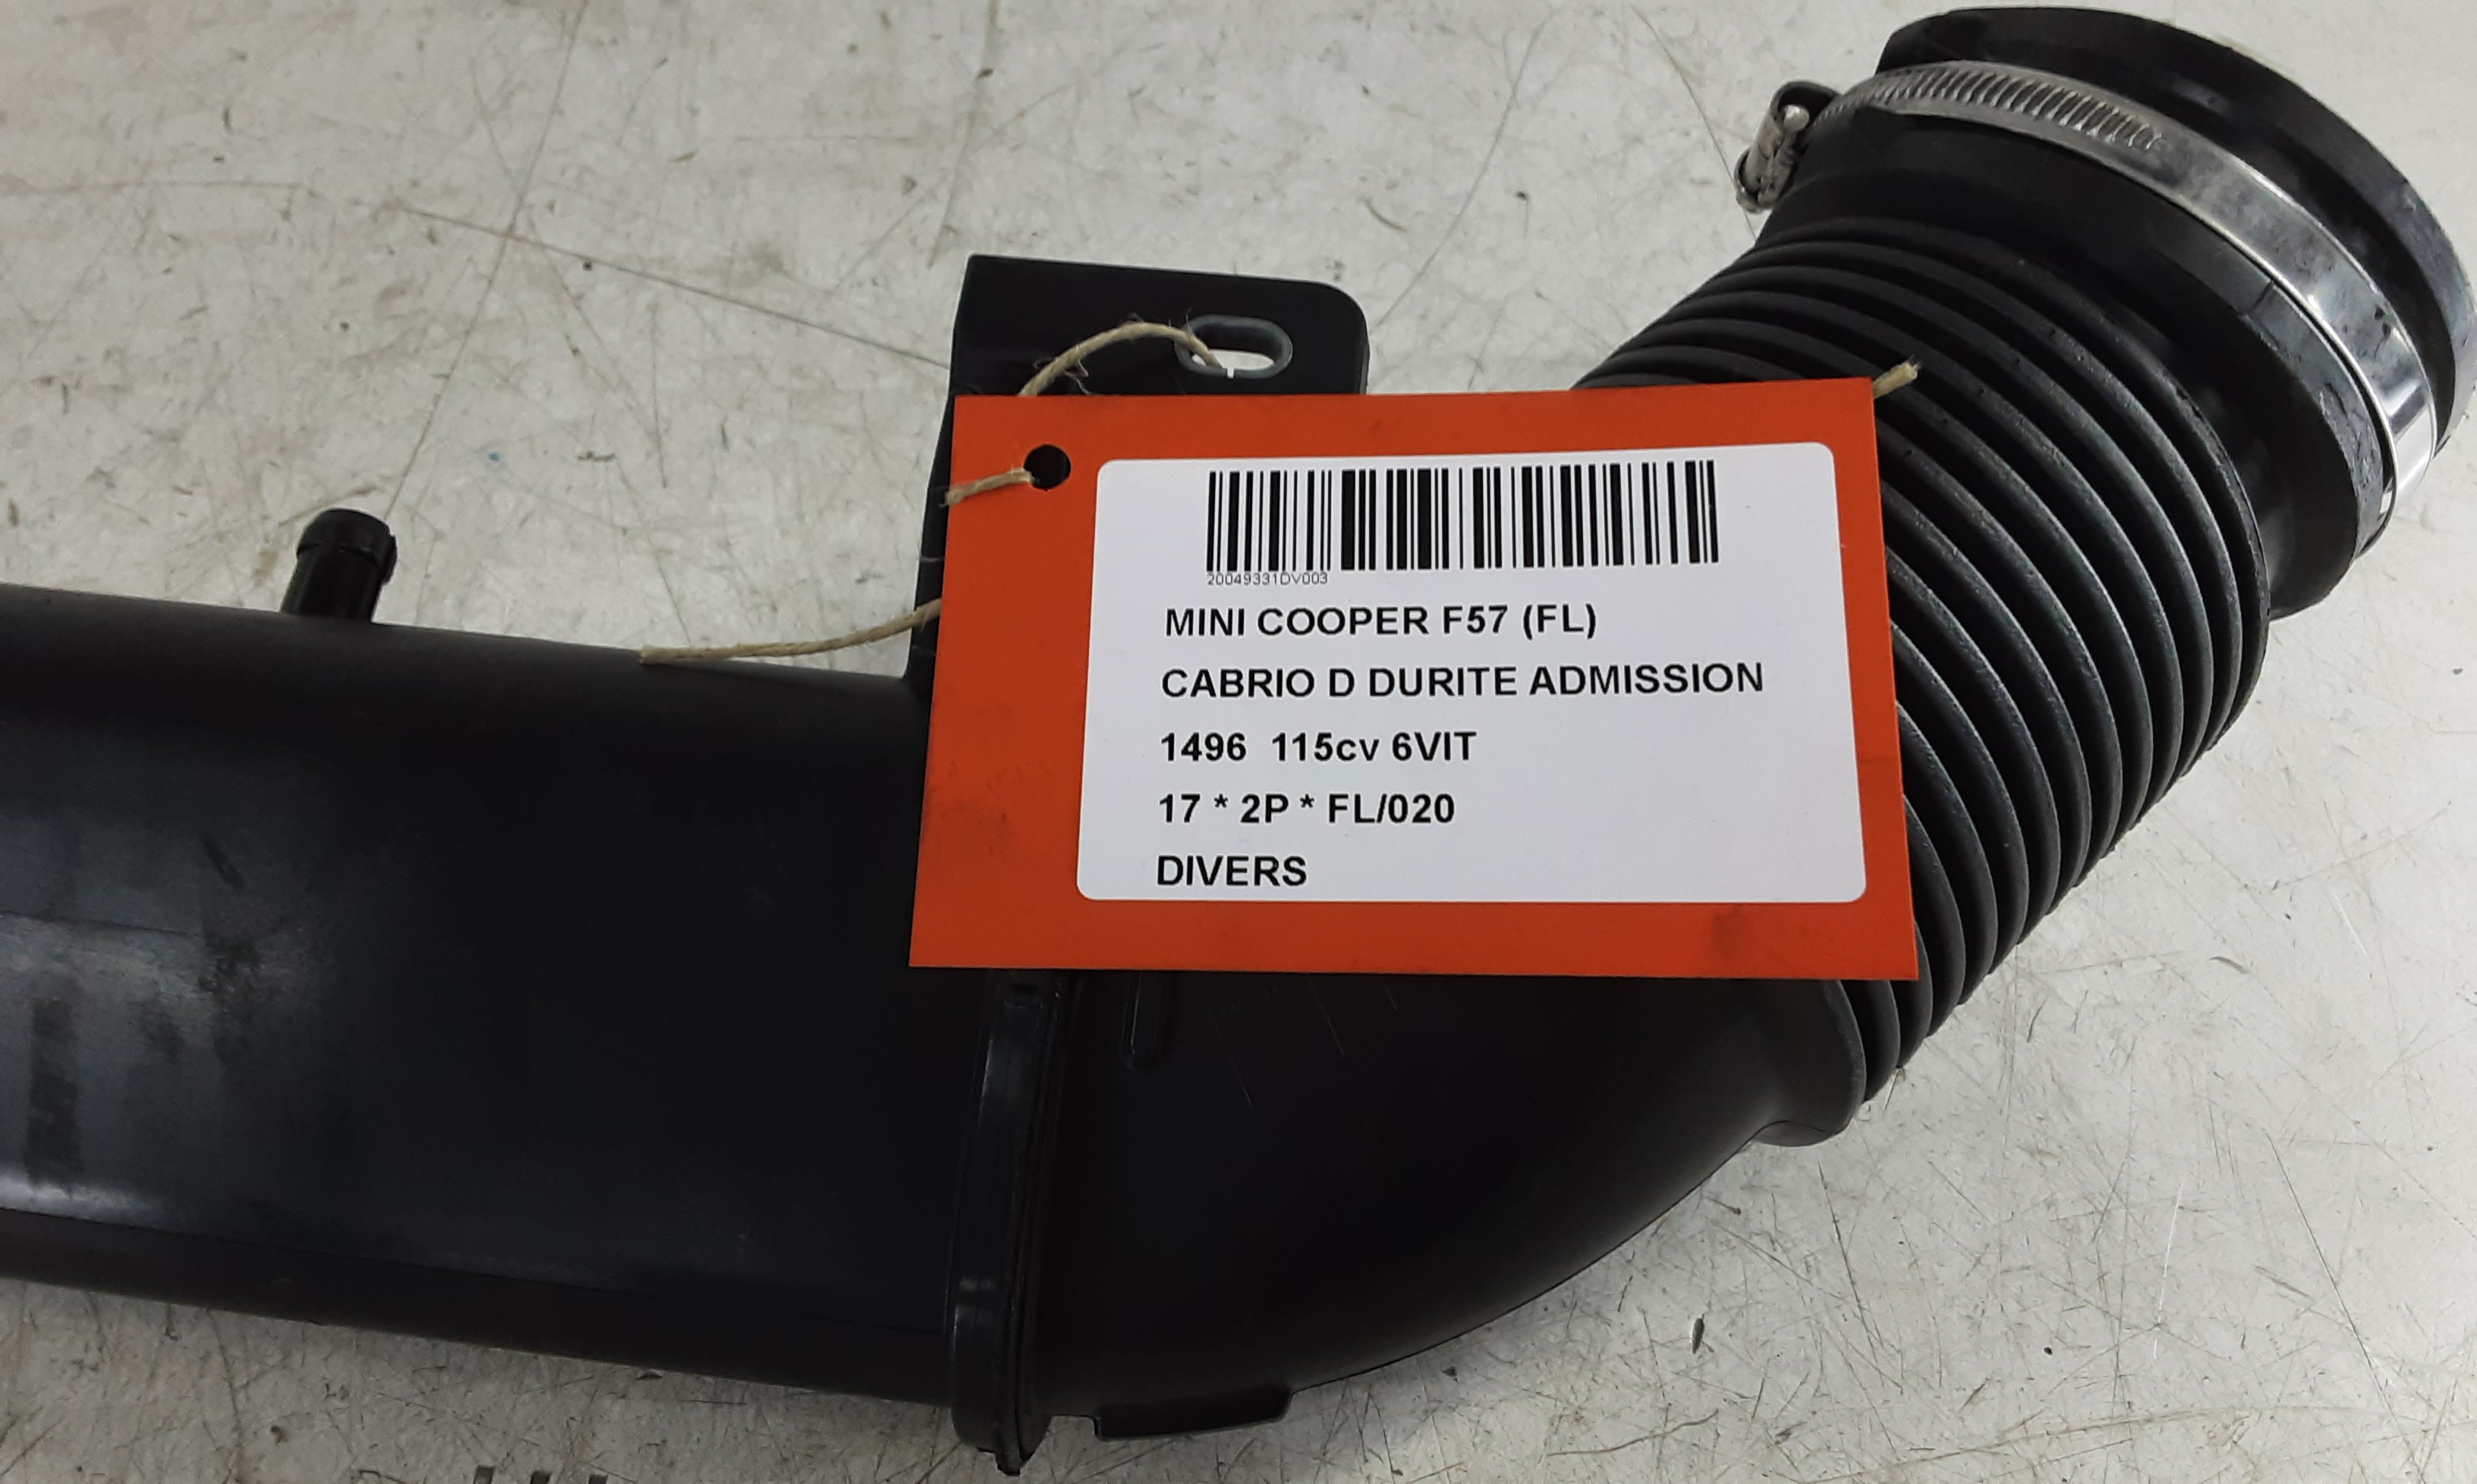 20049331DV003
MINI COOPER F57 (FL)
CABRIO D DURITE ADMISSION
1496  115cv 6VIT
17 * 2P * FL/020
DIVERS